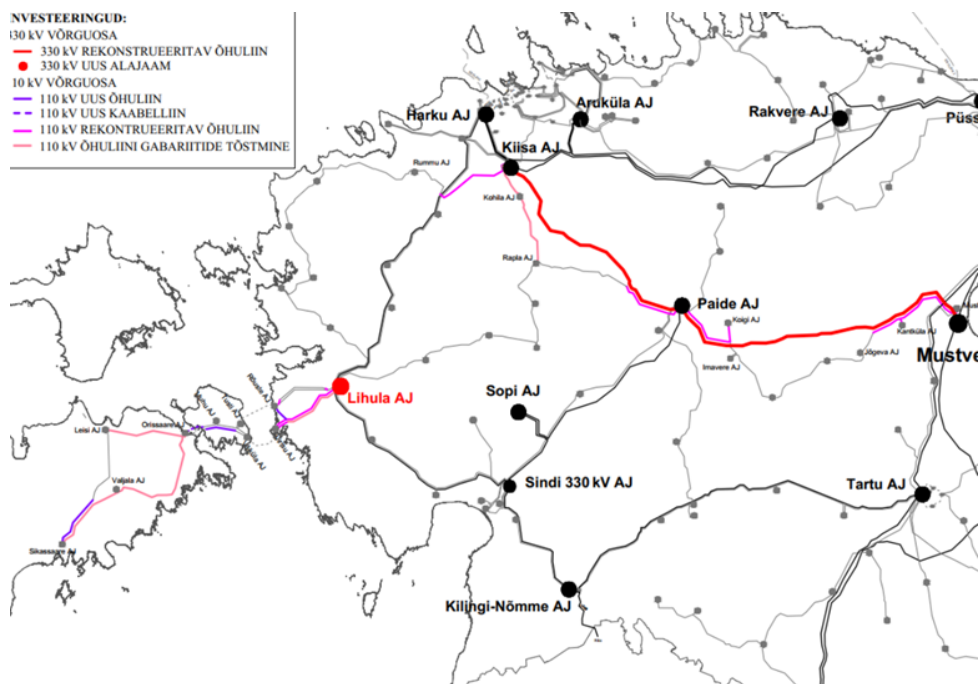 NVESTEERINGUD:
330 kV VÕRGUOSA
330 kV REKONSTRUEERITAV ÕHULIIN
330 kV UUS ALAJAAM
10 kV VÕRGUOSA
110 kV UUS ÕHULIIN
110 kV UUS KAABELLIIN
110 kV REKONTRUEERITAV ÕHULIIN
110 kV ÕHULIINI GABARIITIDE TÕSTMINE
Harku AJ
Aruküla AJ
Rakvere AJ
Püss
Kiisa AJ
Rummu AJ
Kohila AJ
Rapla AJ
Paide AJ
Koigi AJ
Kantküla AJ
Mustve
Imavere AJ
Jõgeva AJ
Lihula AJ
Sopi AJ
Leisi AJ
Orissaare AJ
Valjala AJ
Sindi 330 kV AJ
Tartu AJ
Sikassaare AJ
Kilingi-Nõmme AJ